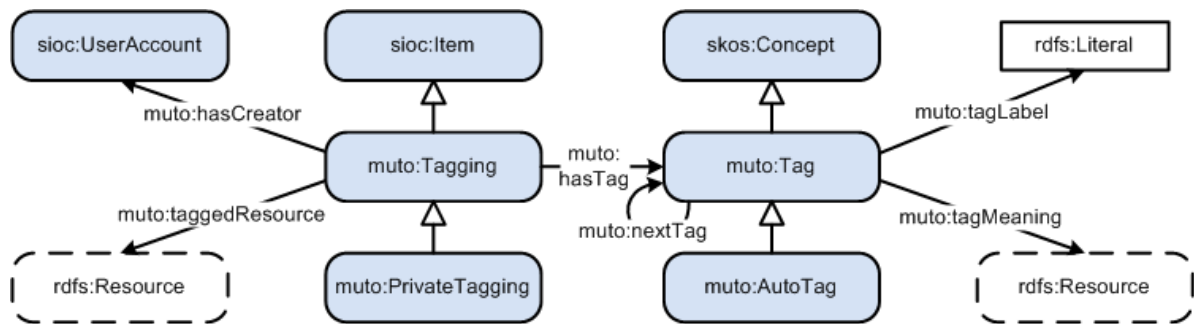 sioc:UserAccount
sioc:Item
skos:Concept
rdfs:Literal
muto:hasCreator
muto:tagLabel
muto:Tagging
muto:
hasTag
muto:Tag
muto:taggedResource
muto:nextTag
muto:tagMeaning
rdfs:Resource
muto:PrivateTagging
muto:AutoTag
rdfs:Resource